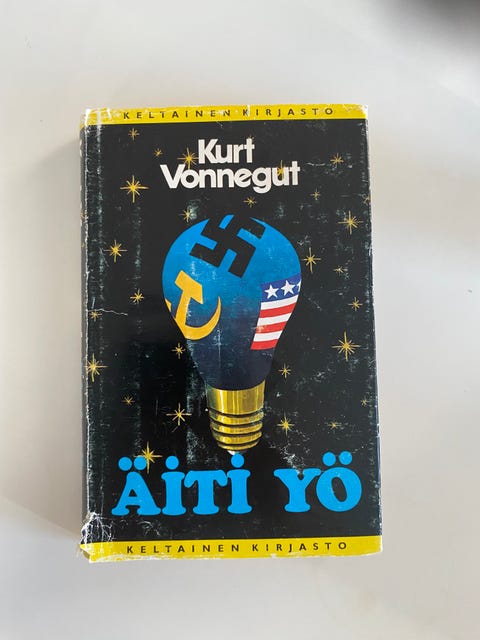 KELTAINEN KIRJASTO
Kurt
Vonnegut
ÄITI YÖ
KELTAINEN KIRJASTO